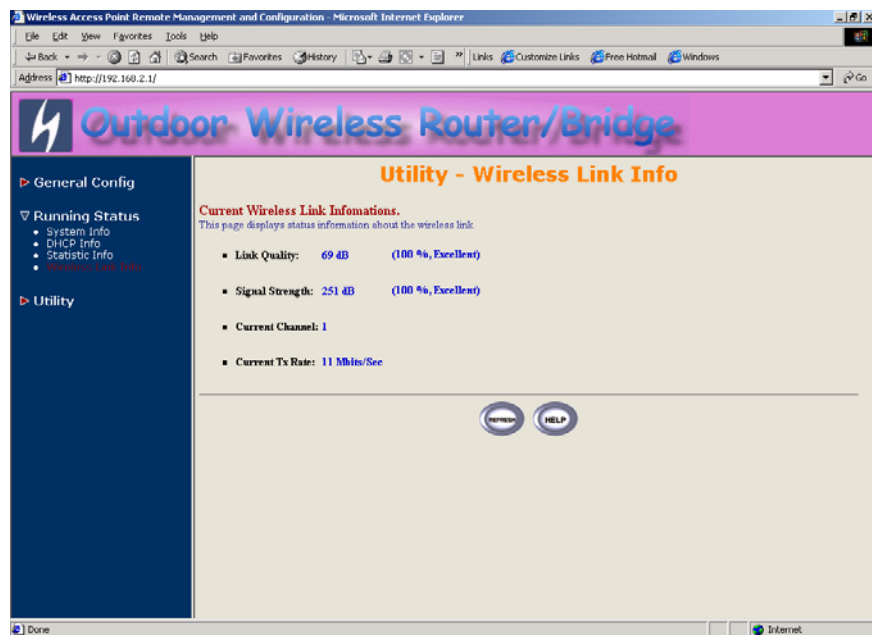 Wireless Access Point Remote Management and Configuration - Microsoft Internet Explorer
File Edit View Favorites Tools Help
Back Search Favorites History » Links Customize Links Free Hotmail Windows
Address http://192.160.2.1/ Go
Outdoor Wireless Router/Bridge
General Config
Running Status
System Info
DHCP Info
Statistic Info
Wireless Link Info
Utility
Utility - Wireless Link Info
Current Wireless Link Infomations.
This page displays status information about the wireless link
Link Quality: 69 dB (100 %, Excellent)
Signal Strength: 251 dB (100 %, Excellent)
Current Channel: 1
Current Tx Rate: 11 Mbits/Sec
REFRESH HELP
Done Internet